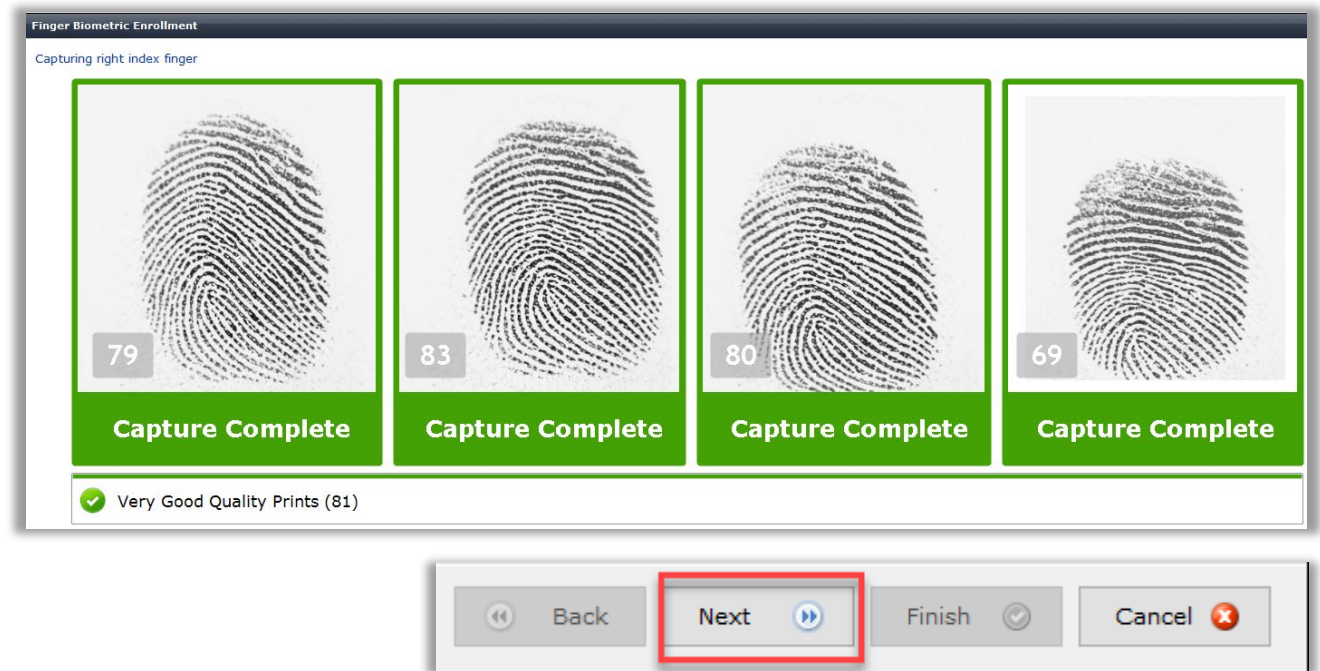 Finger Biometric Enrollment
Capturing right index finger
79 83 80 69
Capture Complete Capture Complete Capture Complete Capture Complete
Very Good Quality Prints (81)
Back Next Finish Cancel